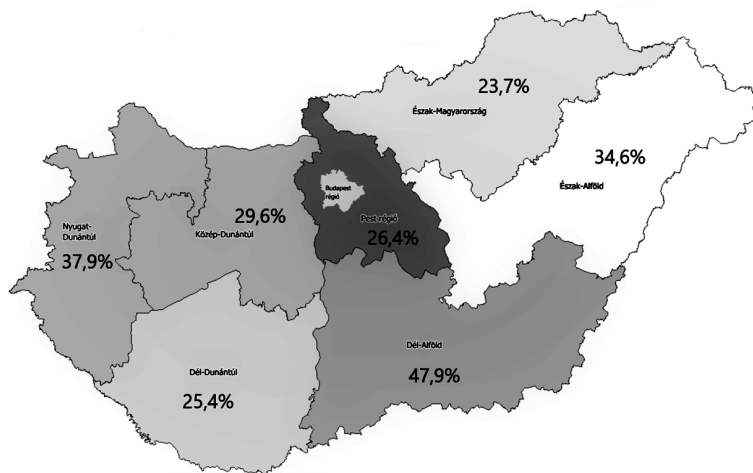 23,7%
Észak-Magyarország
34,6%
Észak-Alföld
Budapest
régió
Pest régió
26,4%
29,6%
Közép-Dunántúl
Nyugat-
Dunántúl
37,9%
Dél-Alföld
47,9%
Dél-Dunántúl
25,4%